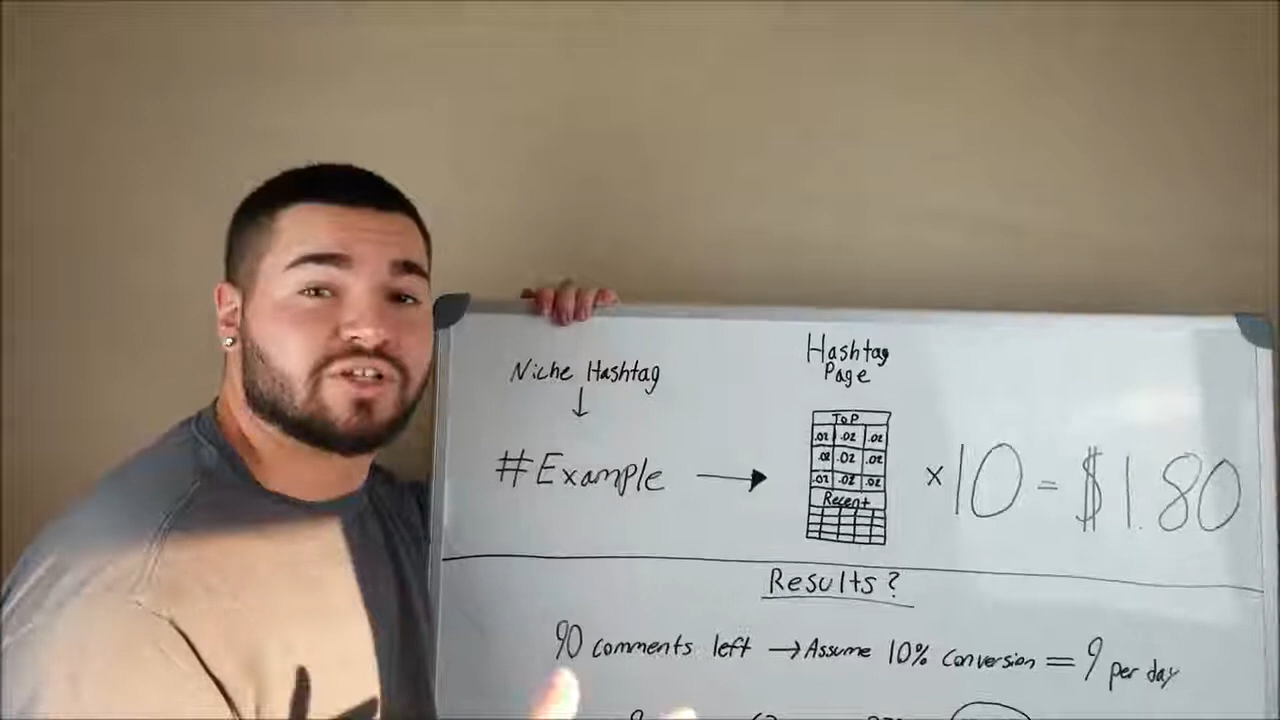 Niche Hashtag
#Example
Hashtag
Page
TOP
.02 .02 .02
.02 .02 .02
.02 .02 .02
Recent
×10 = $1.80
Results?
90 comments left → Assume 10% conversion = 9 per day